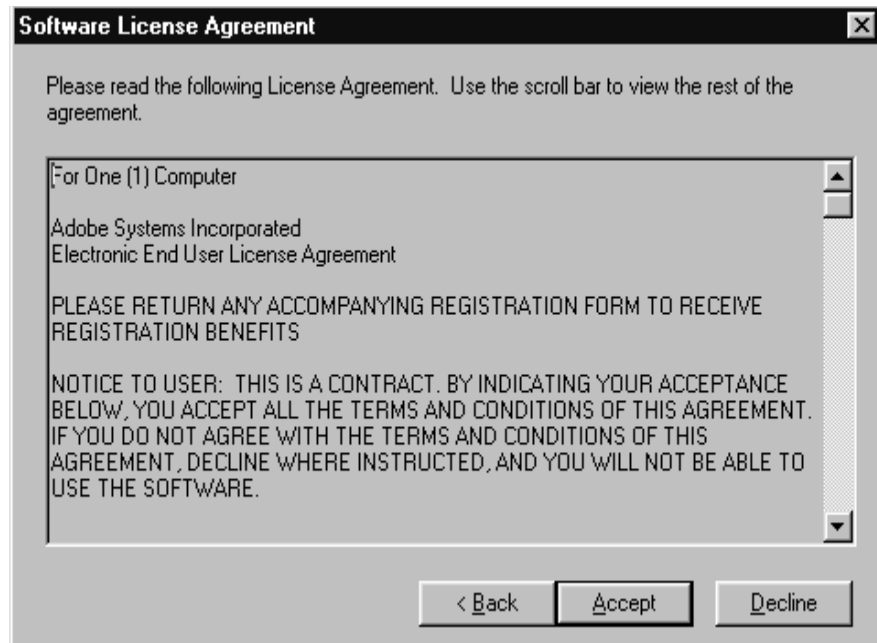 Software License Agreement
Please read the following License Agreement. Use the scroll bar to view the rest of the
agreement.
For One (1) Computer
Adobe Systems Incorporated
Electronic End User License Agreement
PLEASE RETURN ANY ACCOMPANYING REGISTRATION FORM TO RECEIVE
REGISTRATION BENEFITS
NOTICE TO USER: THIS IS A CONTRACT. BY INDICATING YOUR ACCEPTANCE
BELOW, YOU ACCEPT ALL THE TERMS AND CONDITIONS OF THIS AGREEMENT.
IF YOU DO NOT AGREE WITH THE TERMS AND CONDITIONS OF THIS
AGREEMENT, DECLINE WHERE INSTRUCTED, AND YOU WILL NOT BE ABLE TO
USE THE SOFTWARE.
< Back Accept Decline